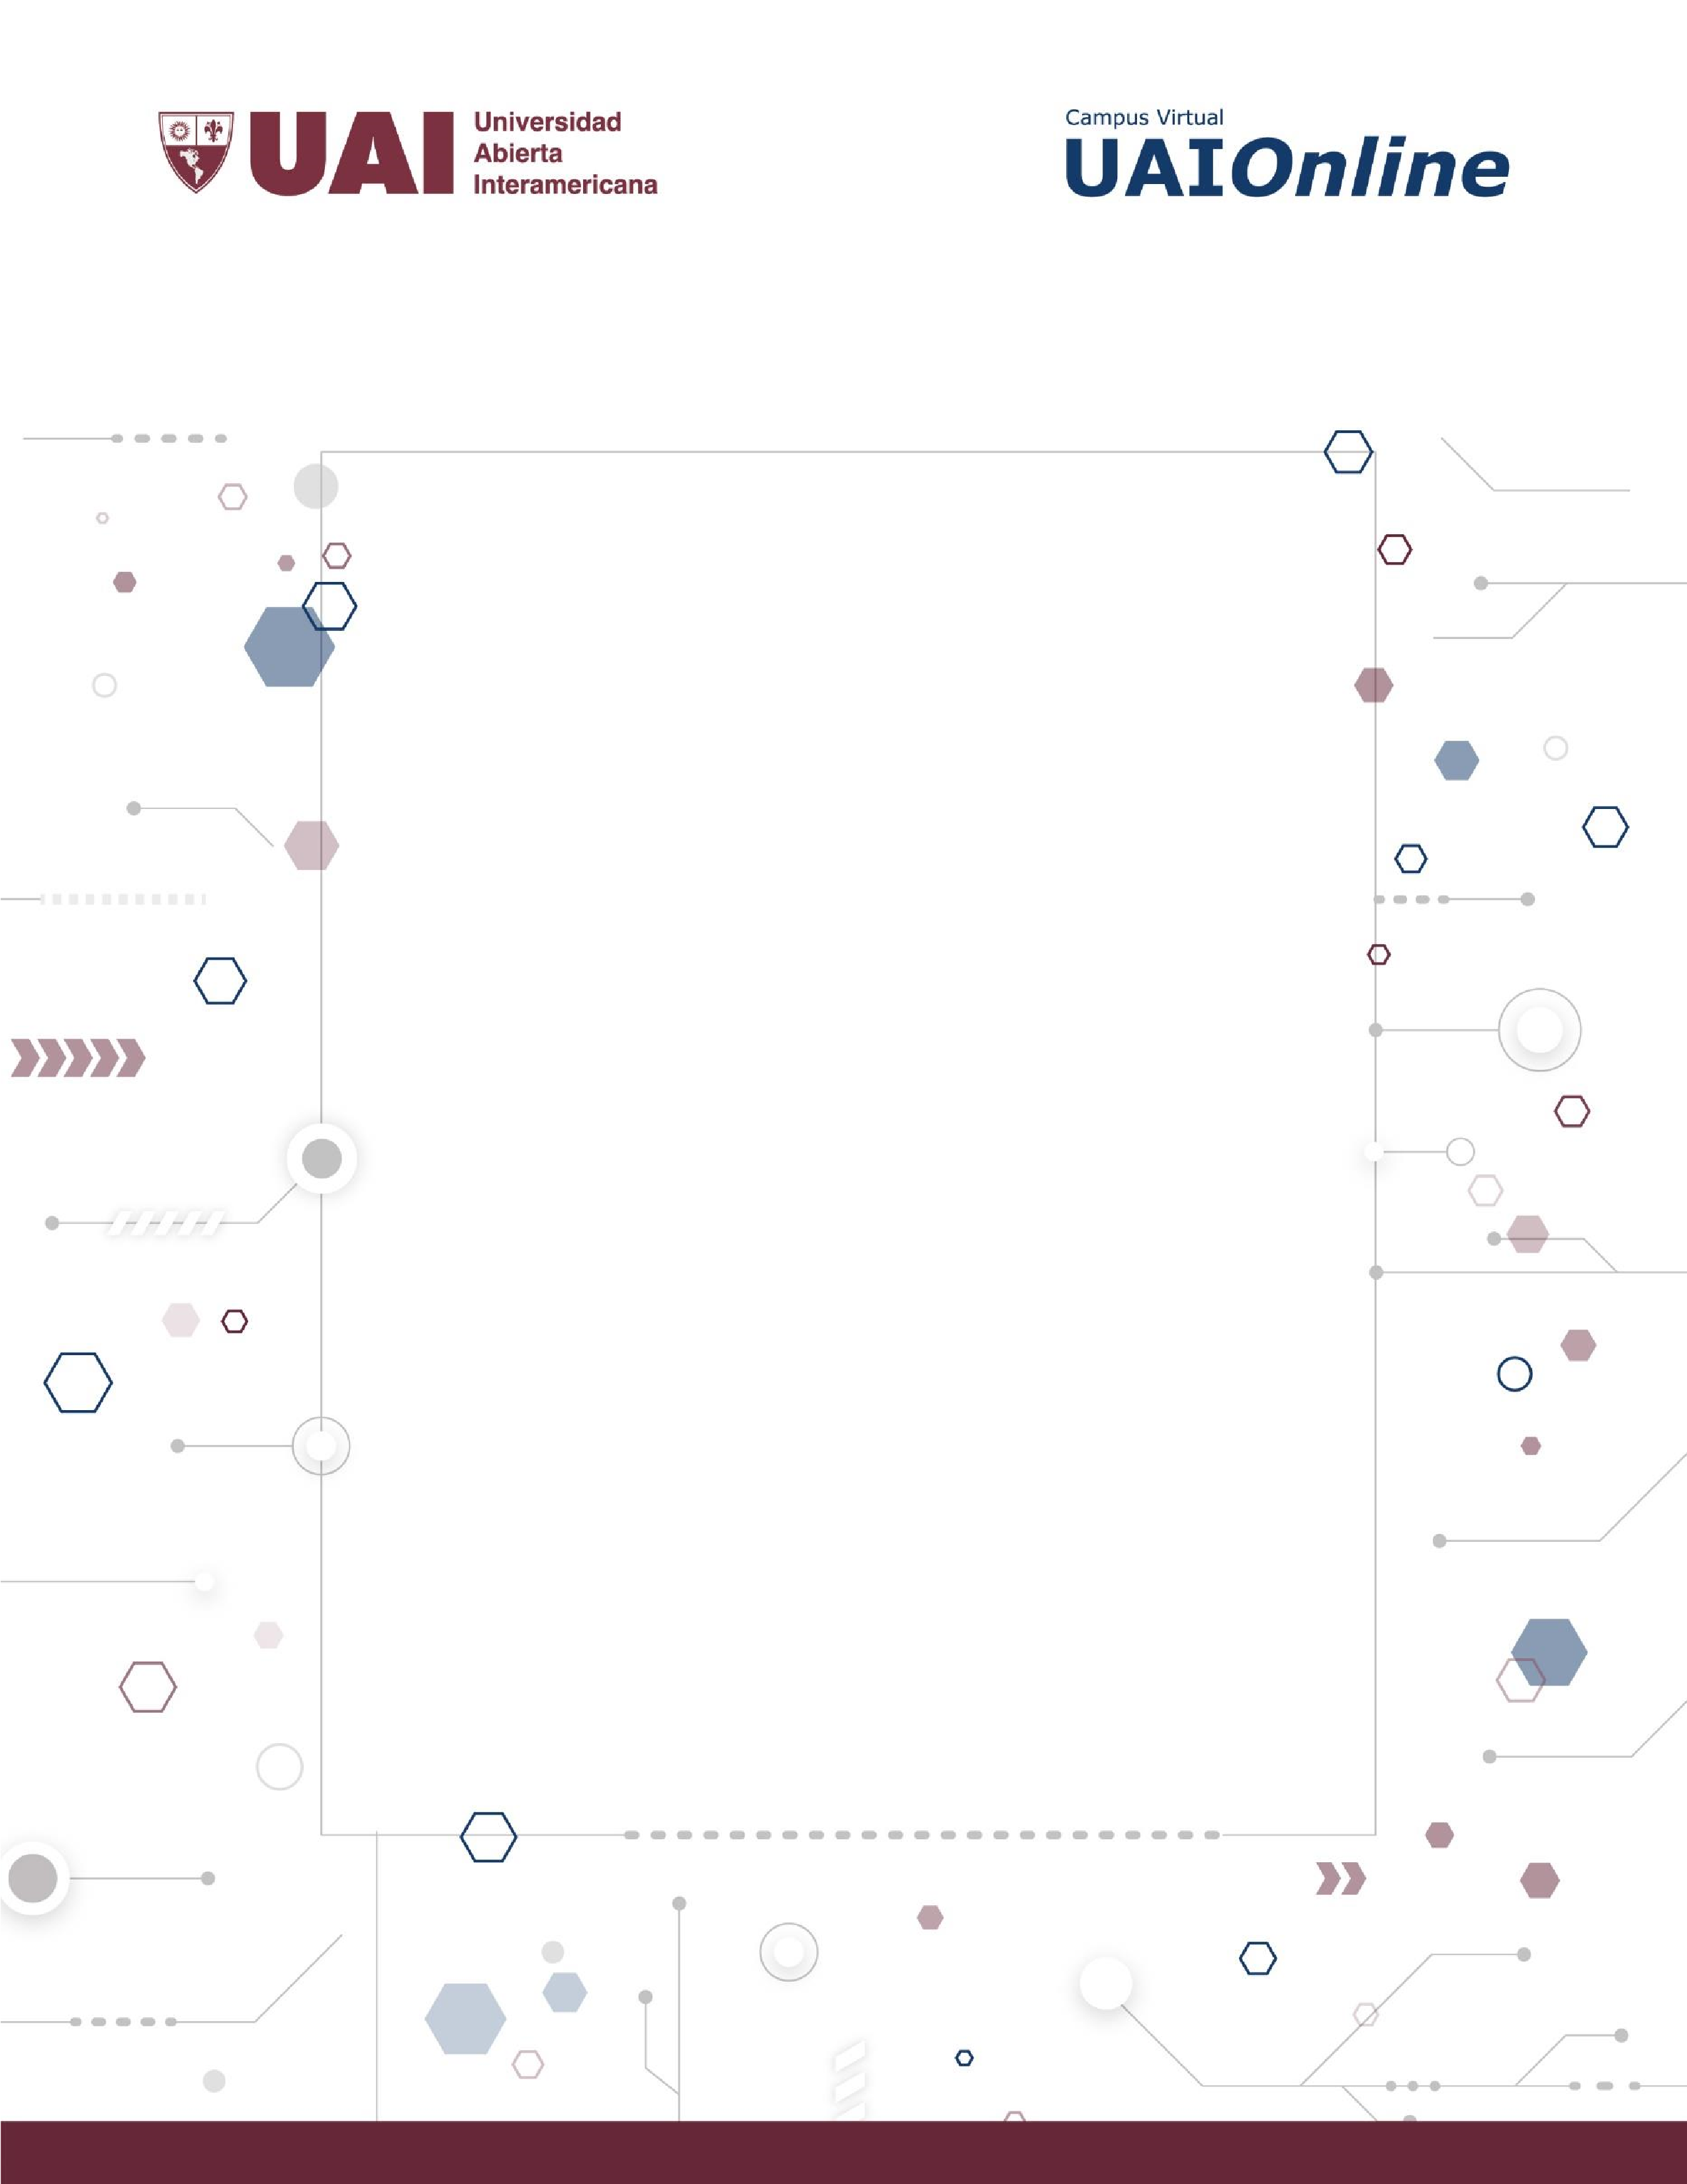 UAI
Universidad
Abierta
Interamericana
Campus Virtual
UAIOnline